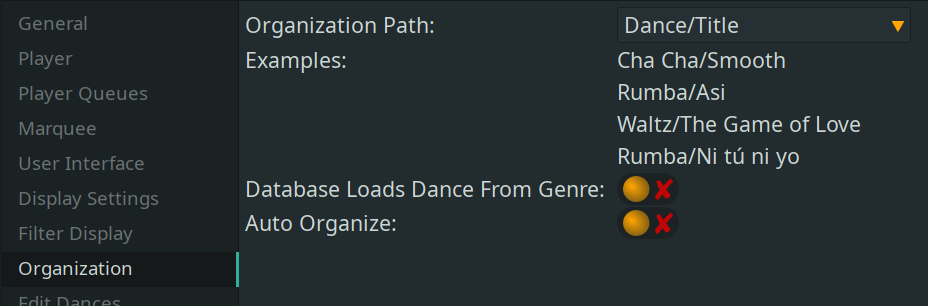 General
Player
Player Queues
Marquee
User Interface
Display Settings
Filter Display
Organization
Edit Dances
Organization Path: Dance/Title
Examples: Cha Cha/Smooth
Rumba/Asi
Waltz/The Game of Love
Rumba/Ni tú ni yo
Database Loads Dance From Genre:
Auto Organize: